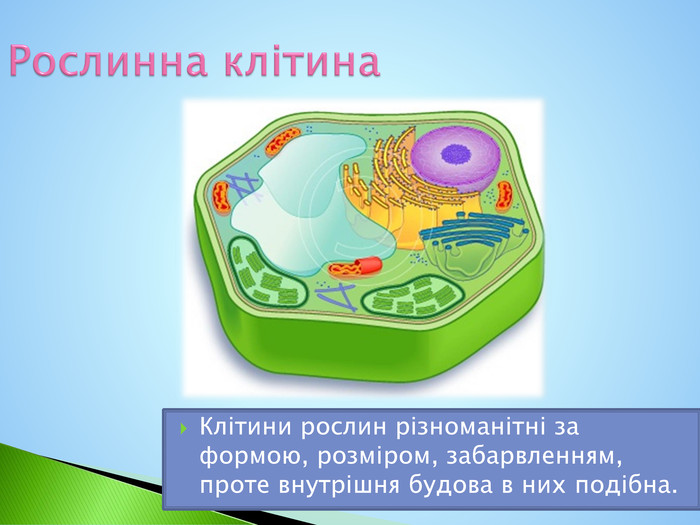 Рослинна клітина
Клітини рослин різноманітні за
формою, розміром, забарвленням,
проте внутрішня будова в них подібна.